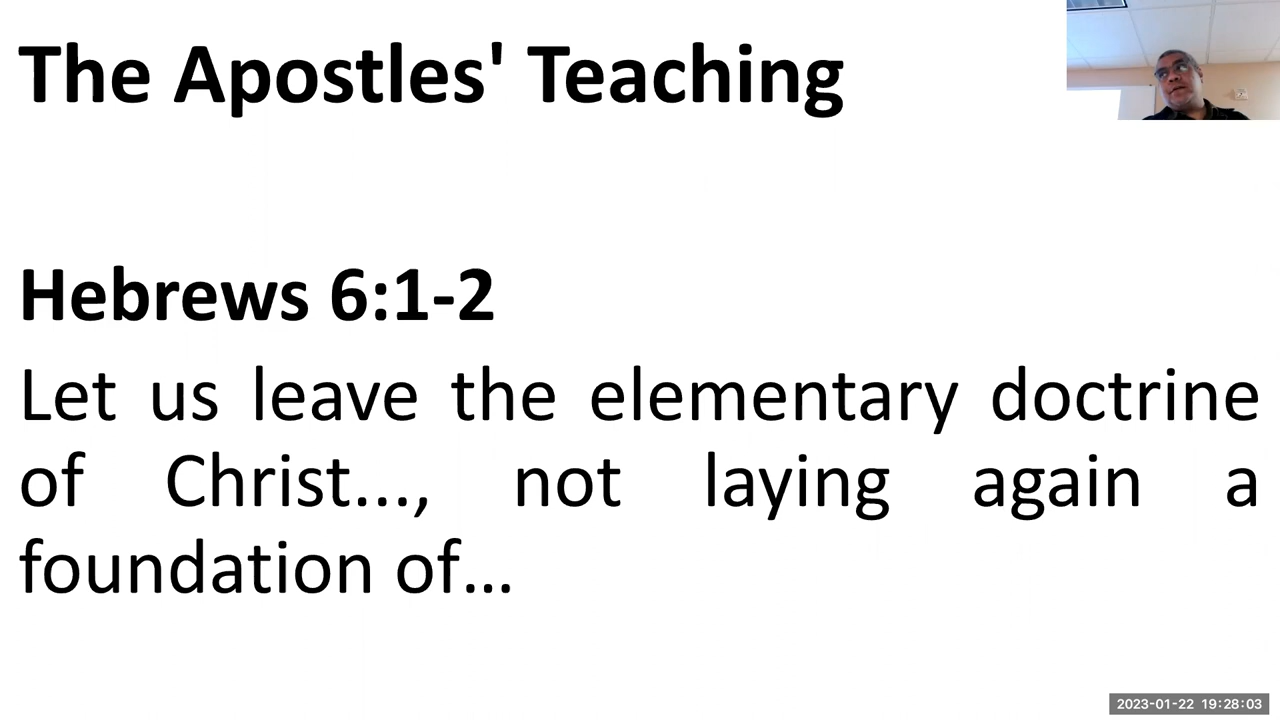 The Apostles' Teaching
Hebrews 6:1-2
Let us leave the elementary doctrine
of Christ..., not laying again a
foundation of…
2023-01-22 19:28:03